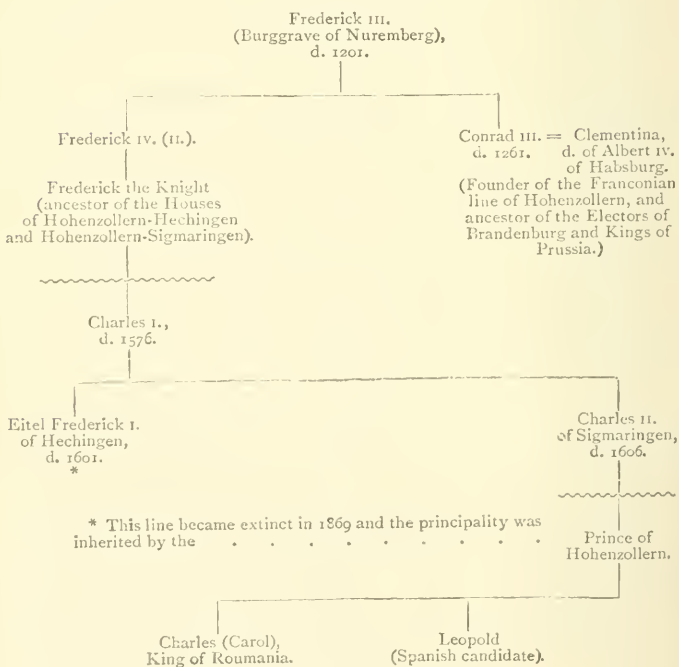 Frederick III.
(Burggrave of Nuremberg),
d. 1201.
Frederick IV. (II.).
Conrad III. = Clementina,
d. 1261. d. of Albert IV.
of Habsburg.
(Founder of the Franconian
line of Hohenzollern, and
ancestor of the Electors of
Brandenburg and Kings of
Prussia.)
Frederick the Knight
(ancestor of the Houses
of Hohenzollern-Hechingen
and Hohenzollern-Sigmaringen).
Charles I.,
d. 1576.
Eitel Frederick I.
of Hechingen,
d. 1601.
*
Charles II.
of Sigmaringen,
d. 1606.
* This line became extinct in 1869 and the principality was
inherited by the . . . . . . . . .
Prince of
Hohenzollern.
Charles (Carol),
King of Roumania.
Leopold
(Spanish candidate).